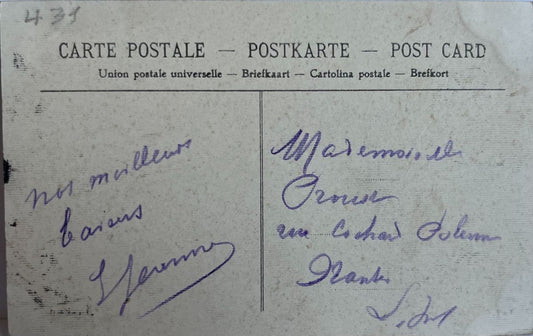 431
CARTE POSTALE — POSTKARTE — POST CARD
Union postale universelle — Briefkaart — Cartolina postale — Brefkort
Nos meilleurs
baisers
Mademoiselle
rue
Nantes